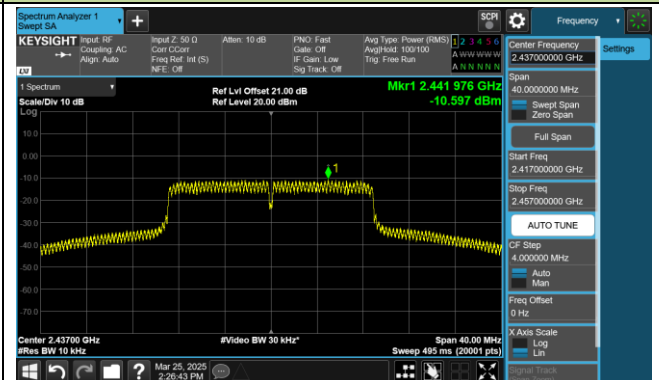 Spectrum Analyzer 1
Swept SA
SCPI
Frequency
KEYSIGHT
Input: RF
Coupling: AC
Align: Auto
Input Z: 50 Ω
Corr CCorr
Freq Ref: Int (S)
NFE: Off
Atten: 10 dB
PNO: Fast
Gate: Off
IF Gain: Low
Sig Track: Off
Avg Type: Power (RMS)
Avg|Hold: 100/100
Trig: Free Run
1 2 3 4 5 6
A W W W W W
A N N N N N
LXI
1 Spectrum
Scale/Div 10 dB
Log
Ref Lvl Offset 21.00 dB
Ref Level 20.00 dBm
Mkr1 2.441 976 GHz
-10.597 dBm
10.0
0.00
-10.0
-20.0
-30.0
-40.0
-50.0
-60.0
-70.0
1
Center 2.43700 GHz
#Res BW 10 kHz
#Video BW 30 kHz*
Span 40.00 MHz
Sweep 495 ms (20001 pts)
Mar 25, 2025
2:26:43 PM
Settings
Center Frequency
2.437000000 GHz
Span
40.0000000 MHz
Swept Span
Zero Span
Full Span
Start Freq
2.417000000 GHz
Stop Freq
2.457000000 GHz
AUTO TUNE
CF Step
4.000000 MHz
Auto
Man
Freq Offset
0 Hz
X Axis Scale
Log
Lin
Signal Track